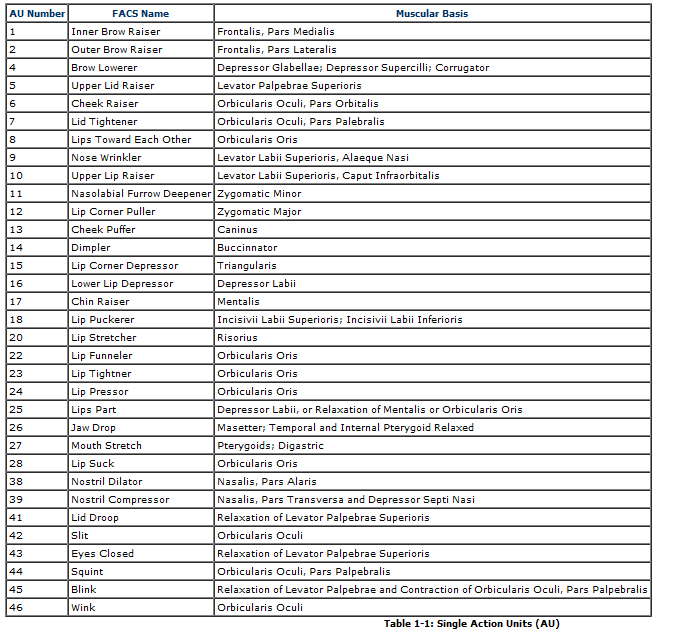 AU Number FACS Name Muscular Basis
1 Inner Brow Raiser Frontalis, Pars Medialis
2 Outer Brow Raiser Frontalis, Pars Lateralis
4 Brow Lowerer Depressor Glabellae; Depressor Supercilli; Corrugator
5 Upper Lid Raiser Levator Palpebrae Superioris
6 Cheek Raiser Orbicularis Oculi, Pars Orbitalis
7 Lid Tightener Orbicularis Oculi, Pars Palebralis
8 Lips Toward Each Other Orbicularis Oris
9 Nose Wrinkler Levator Labii Superioris, Alaeque Nasi
10 Upper Lip Raiser Levator Labii Superioris, Caput Infraorbitalis
11 Nasolabial Furrow Deepener Zygomatic Minor
12 Lip Corner Puller Zygomatic Major
13 Cheek Puffer Caninus
14 Dimpler Buccinnator
15 Lip Corner Depressor Triangularis
16 Lower Lip Depressor Depressor Labii
17 Chin Raiser Mentalis
18 Lip Puckerer Incisivii Labii Superioris; Incisivii Labii Inferioris
20 Lip Stretcher Risorius
22 Lip Funneler Orbicularis Oris
23 Lip Tightner Orbicularis Oris
24 Lip Pressor Orbicularis Oris
25 Lips Part Depressor Labii, or Relaxation of Mentalis or Orbicularis Oris
26 Jaw Drop Masetter; Temporal and Internal Pterygoid Relaxed
27 Mouth Stretch Pterygoids; Digastric
28 Lip Suck Orbicularis Oris
38 Nostril Dilator Nasalis, Pars Alaris
39 Nostril Compressor Nasalis, Pars Transversa and Depressor Septi Nasi
41 Lid Droop Relaxation of Levator Palpebrae Superioris
42 Slit Orbicularis Oculi
43 Eyes Closed Relaxation of Levator Palpebrae Superioris
44 Squint Orbicularis Oculi, Pars Palpebralis
45 Blink Relaxation of Levator Palpebrae and Contraction of Orbicularis Oculi, Pars Palpebralis
46 Wink Orbicularis Oculi
Table 1-1: Single Action Units (AU)